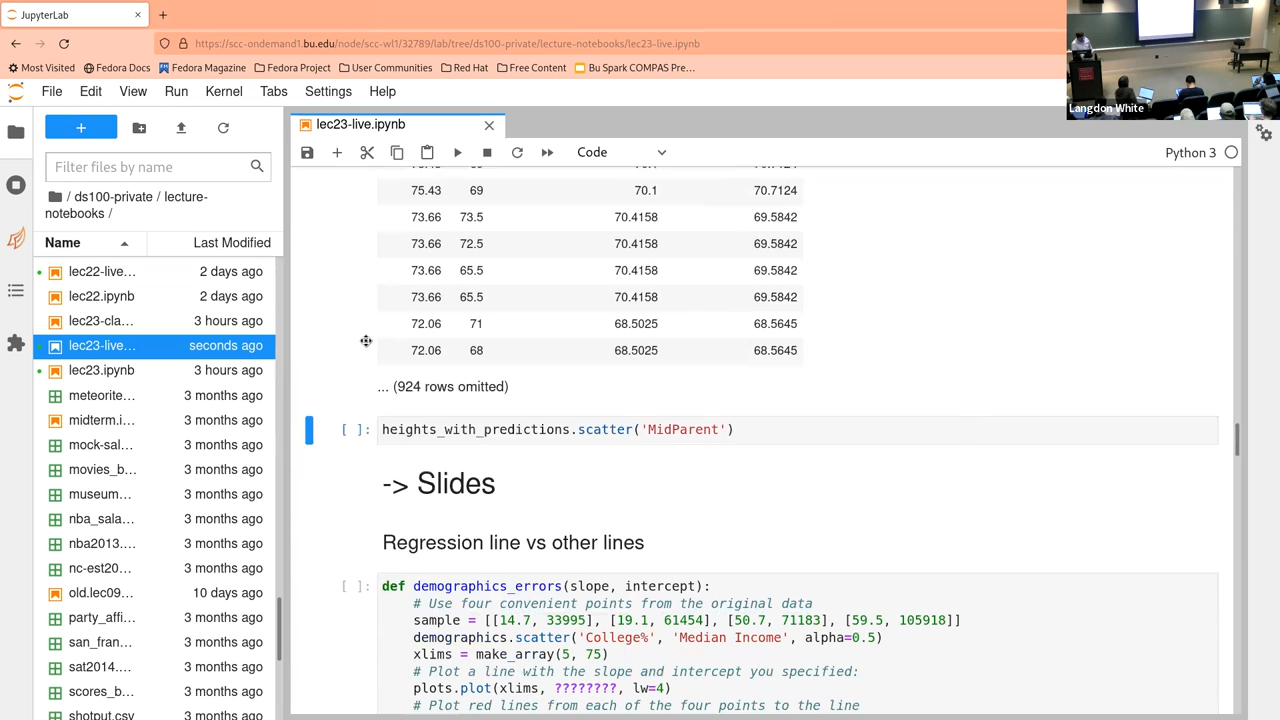 JupyterLab
https://scc-ondemand1.bu.edu/node/scc-wl1/32789/lab/tree/ds100-private/lecture-notebooks/lec23-live.ipynb
Most Visited Fedora Docs Fedora Magazine Fedora Project User Communities Red Hat Free Content Bu Spark COMPAS Pre…
Langdon White
File Edit View Run Kernel Tabs Settings Help
lec23-live.ipynb
Filter files by name
Code
Python 3
/ ds100-private / lecture-
notebooks /
Name Last Modified
lec22-live… 2 days ago
lec22.ipynb 2 days ago
lec23-cla… 3 hours ago
lec23-live… seconds ago
lec23.ipynb 3 hours ago
meteorite… 3 months ago
midterm.i… 3 months ago
mock-sal… 3 months ago
movies_b… 3 months ago
museum… 3 months ago
nba_sala… 3 months ago
nba2013.… 3 months ago
nc-est20… 3 months ago
old.lec09… 10 days ago
party_affi… 3 months ago
san_fran… 3 months ago
sat2014.… 3 months ago
scores_b… 3 months ago
shotput.csv 3 months ago
75.43 69 70.1 70.7124
73.66 73.5 70.4158 69.5842
73.66 72.5 70.4158 69.5842
73.66 65.5 70.4158 69.5842
73.66 65.5 70.4158 69.5842
72.06 71 68.5025 68.5645
72.06 68 68.5025 68.5645
... (924 rows omitted)
[ ]: heights_with_predictions.scatter('MidParent')
-> Slides
Regression line vs other lines
[ ]: def demographics_errors(slope, intercept):
# Use four convenient points from the original data
sample = [[14.7, 33995], [19.1, 61454], [50.7, 71183], [59.5, 105918]]
demographics.scatter('College%', 'Median Income', alpha=0.5)
xlims = make_array(5, 75)
# Plot a line with the slope and intercept you specified:
plots.plot(xlims, ????????, lw=4)
# Plot red lines from each of the four points to the line